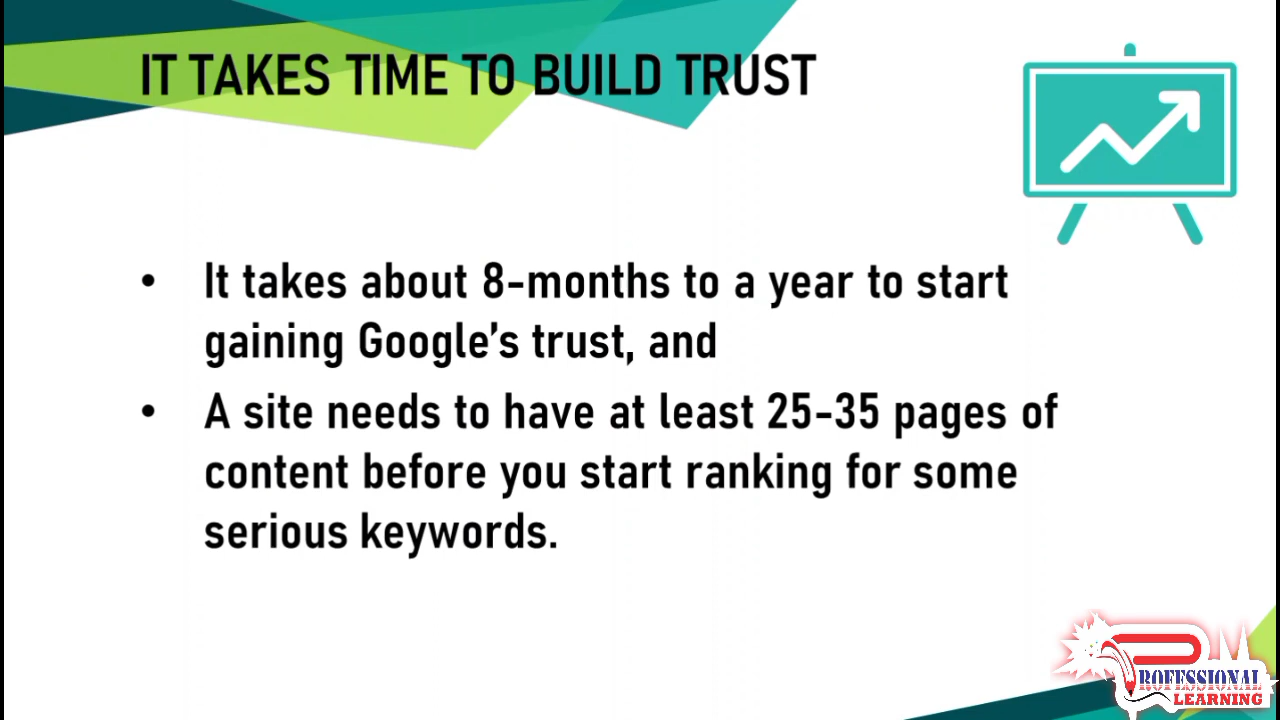 IT TAKES TIME TO BUILD TRUST
• It takes about 8-months to a year to start
gaining Google's trust, and
• A site needs to have at least 25-35 pages of
content before you start ranking for some
serious keywords.
PROFESSIONAL
LEARNING